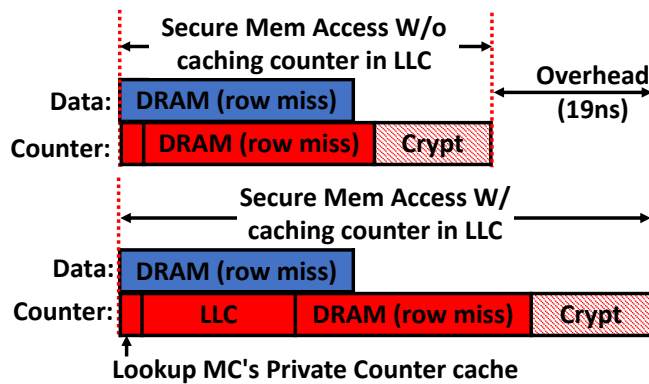 Secure Mem Access W/o
caching counter in LLC
Overhead
(19ns)
Data: DRAM (row miss)
Counter: DRAM (row miss) Crypt
Secure Mem Access W/
caching counter in LLC
Data: DRAM (row miss)
Counter: LLC DRAM (row miss) Crypt
Lookup MC's Private Counter cache